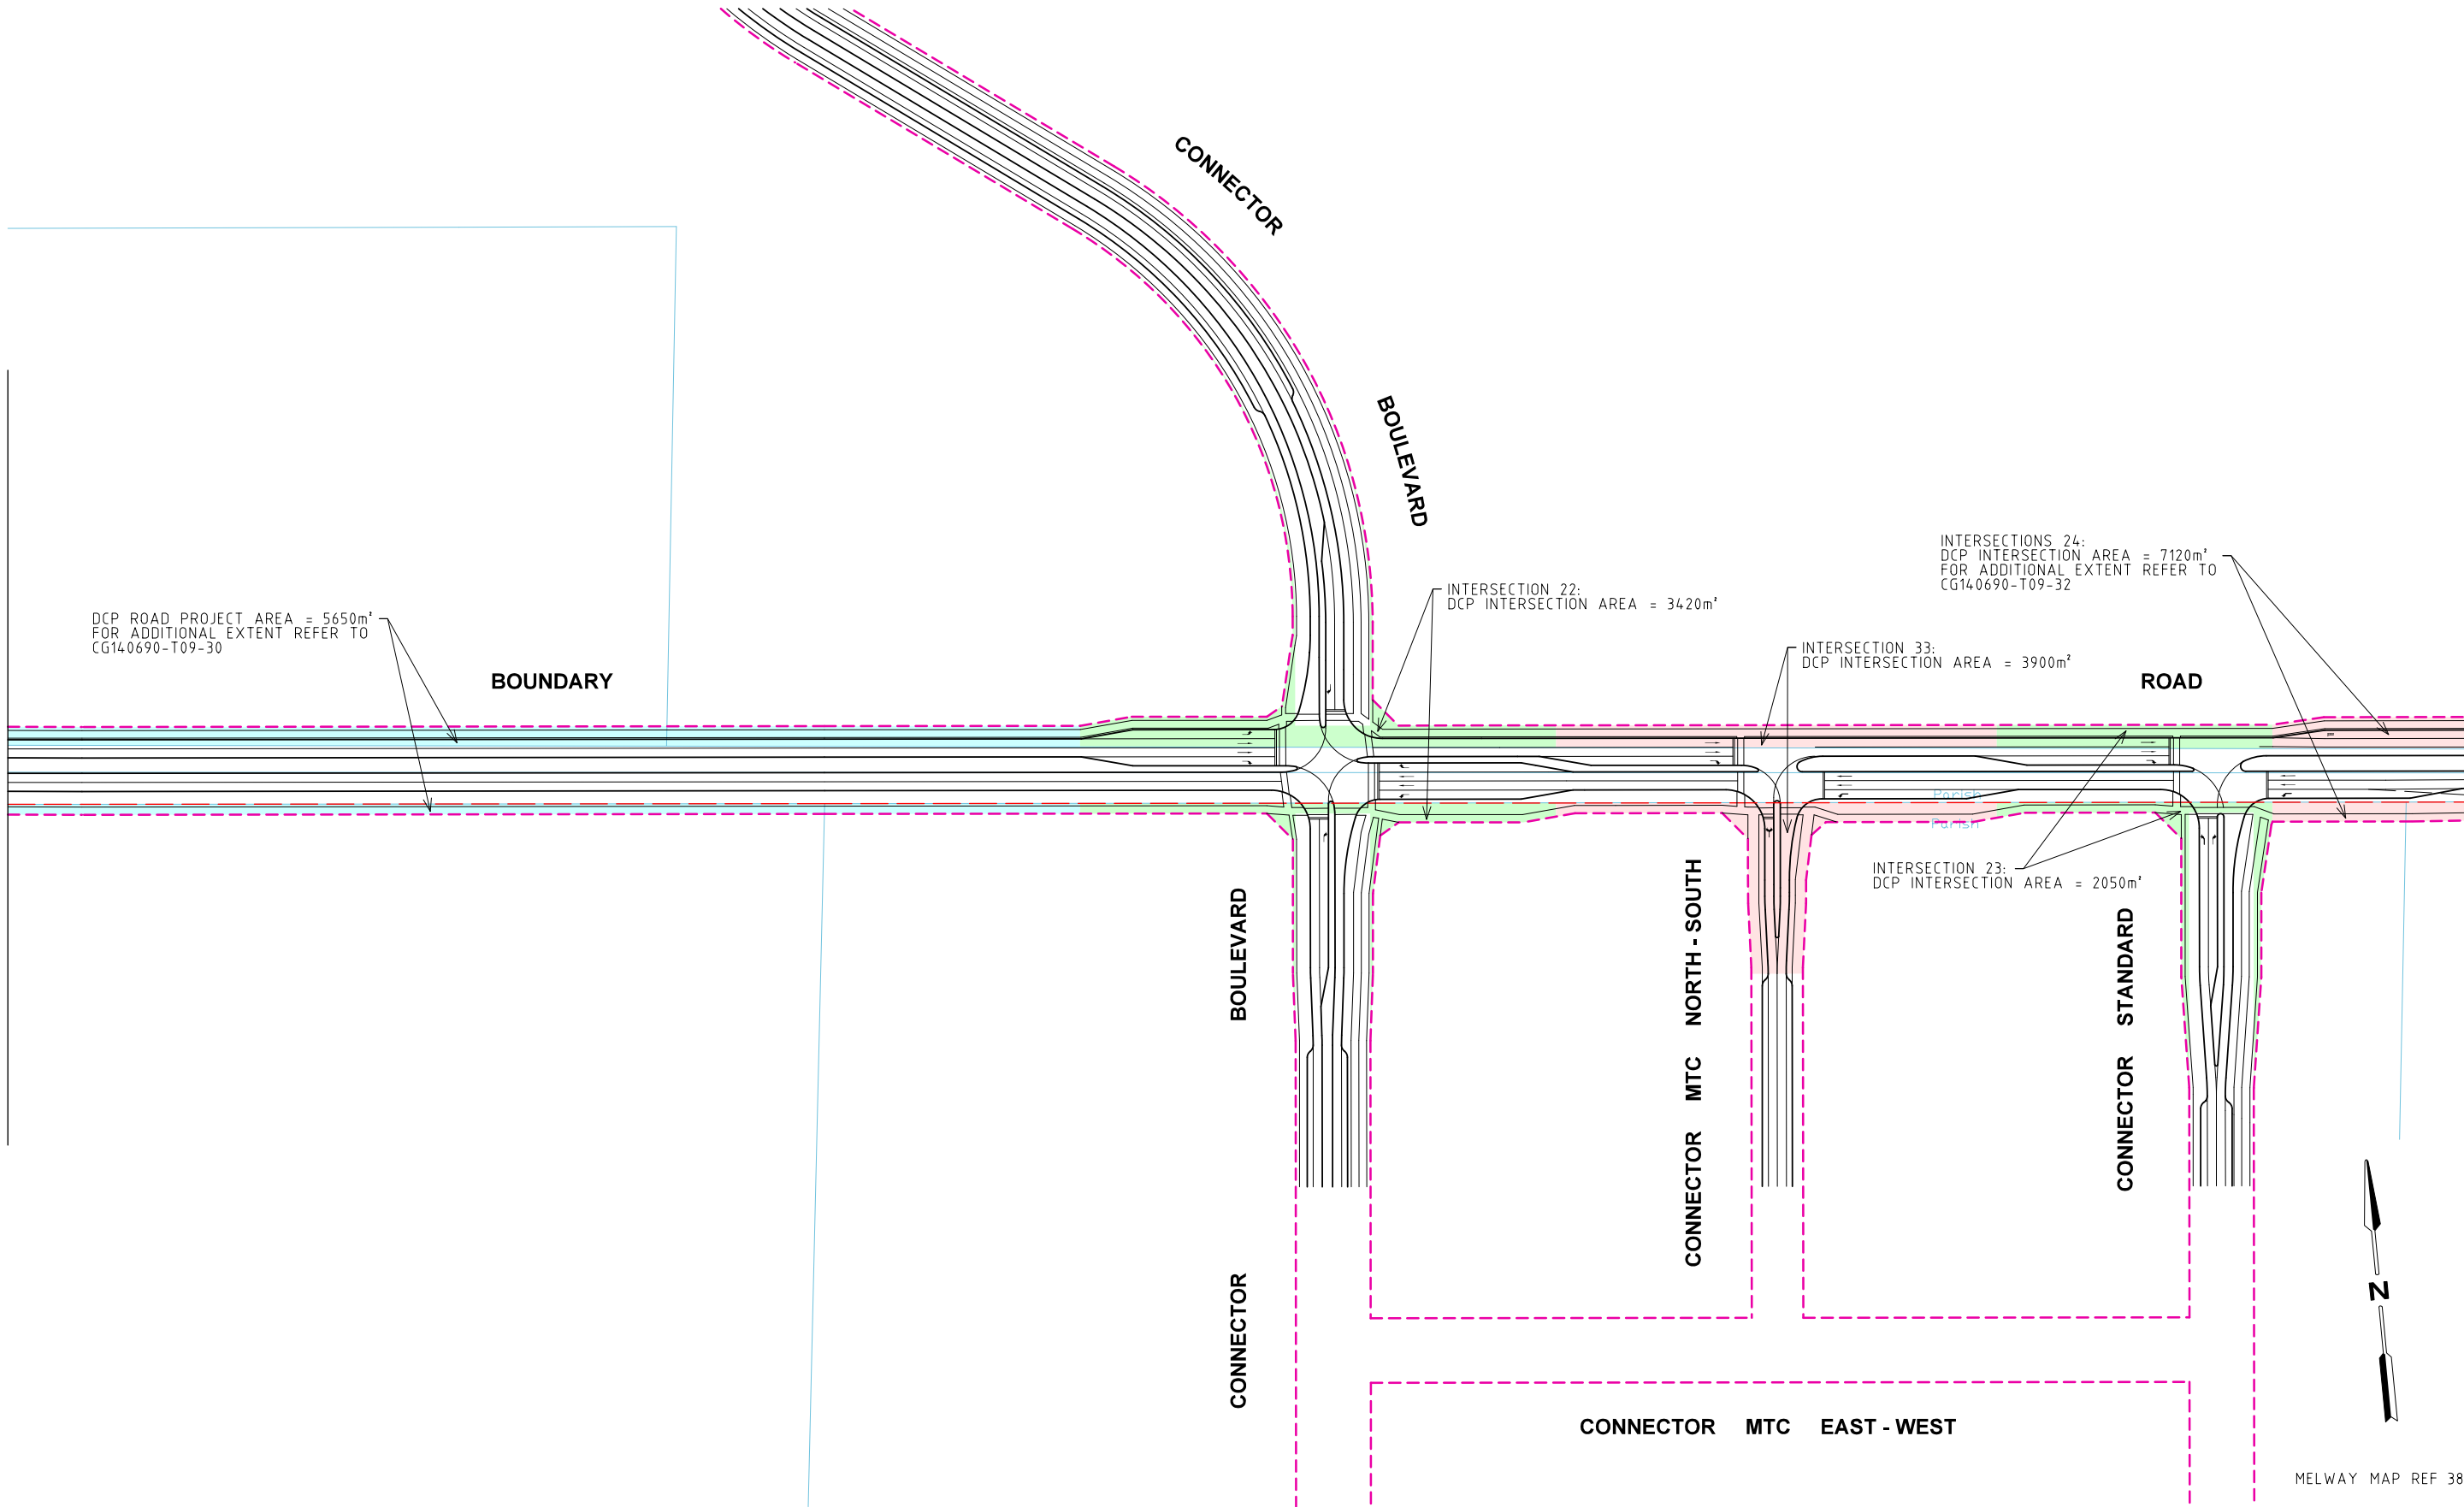 CONNECTOR
BOULEVARD
INTERSECTIONS 24:
DCP INTERSECTION AREA = 7120m²
FOR ADDITIONAL EXTENT REFER TO
CG140690-T09-32
INTERSECTION 22:
DCP INTERSECTION AREA = 3420m²
DCP ROAD PROJECT AREA = 5650m²
FOR ADDITIONAL EXTENT REFER TO
CG140690-T09-30
INTERSECTION 33:
DCP INTERSECTION AREA = 3900m²
BOUNDARY
ROAD
Parish
Parish
INTERSECTION 23:
DCP INTERSECTION AREA = 2050m²
CONNECTOR BOULEVARD
CONNECTOR MTC NORTH - SOUTH
CONNECTOR STANDARD
N
CONNECTOR MTC EAST - WEST
MELWAY MAP REF 38